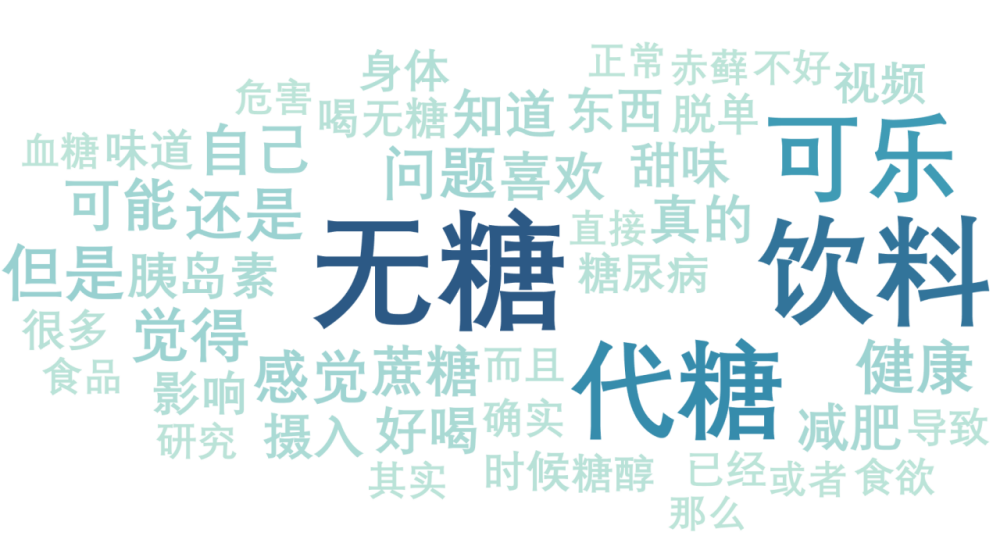 身体
正常
赤藓
不好
视频
危害
喝无糖
知道
东西
脱单
可乐
血糖
味道
自己
问题
喜欢
甜味
可能
还是
无糖
直接
真的
饮料
但是
胰岛素
糖尿病
很多
觉得
感觉
蔗糖
而且
代糖
健康
食品
影响
摄入
好喝
确实
减肥
导致
研究
其实
时候
糖醇
已经
或者
食欲
那么